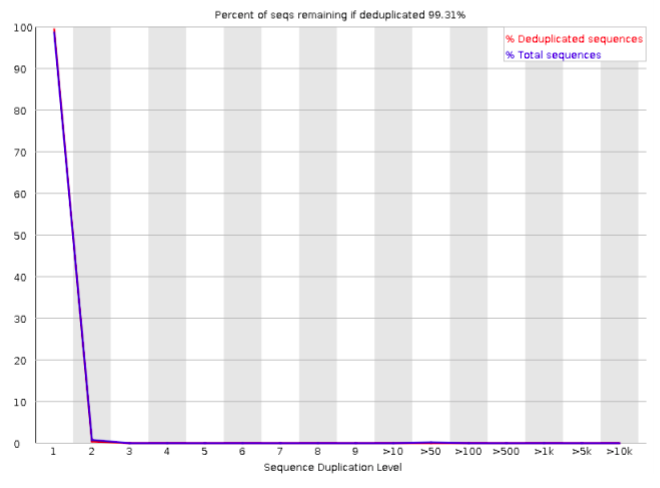 Percent of seqs remaining if deduplicated 99.31%
% Deduplicated sequences
% Total sequences
100
90
80
70
60
50
40
30
20
10
0
1 2 3 4 5 6 7 8 9 >10 >50 >100 >500 >1k >5k >10k
Sequence Duplication Level